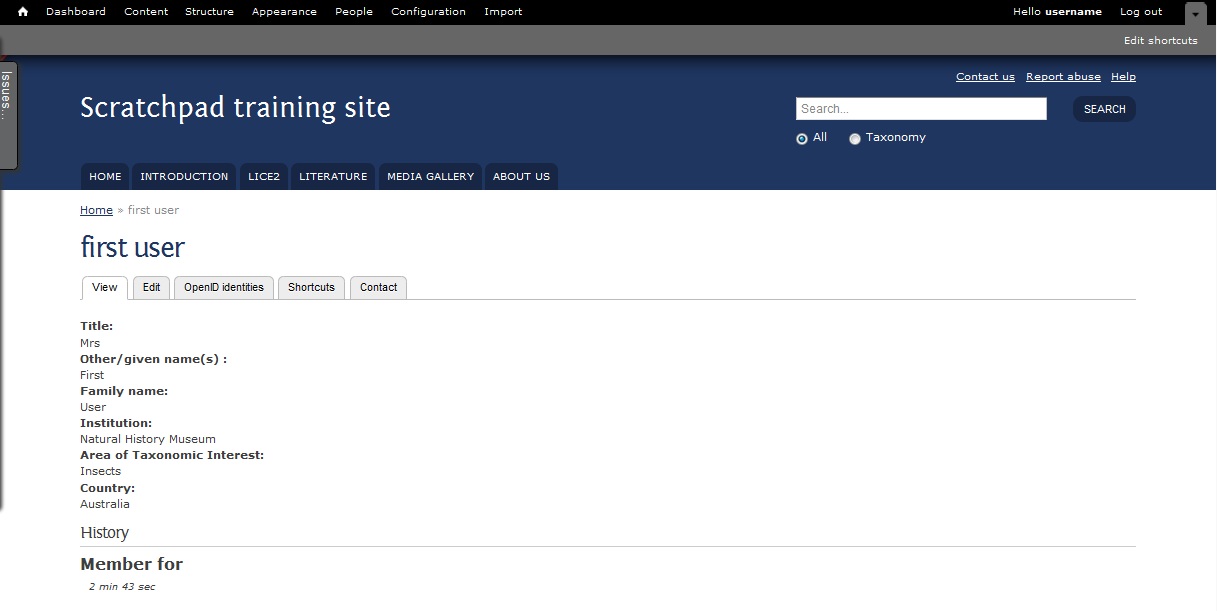 Dashboard Content Structure Appearance People Configuration Import Hello username Log out
Edit shortcuts
Issues...
Contact us Report abuse Help
Scratchpad training site
Search... SEARCH
All Taxonomy
HOME INTRODUCTION LICE2 LITERATURE MEDIA GALLERY ABOUT US
Home » first user
first user
View Edit OpenID identities Shortcuts Contact
Title:
Mrs
Other/given name(s) :
First
Family name:
User
Institution:
Natural History Museum
Area of Taxonomic Interest:
Insects
Country:
Australia
History
Member for
2 min 43 sec